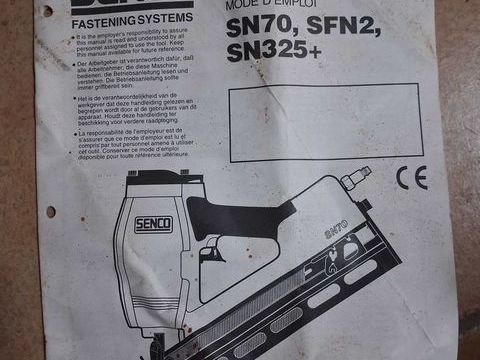 SENCO
MODE D'EMPLOI
FASTENING SYSTEMS
SN70, SFN2,
SN325+
● It is the employer's responsibility to assure
this manual is read and understood by all
personnel assigned to use the tool. Keep
this manual available for future reference.
● Der Arbeitgeber ist verantwortlich dafür, daß
alle Arbeitnehmer, die diese Maschine
bedienen, die Betriebsanleitung lesen und
verstehen. Die Betriebsanleitung sollte
immer griffbereit sein.
● Het is de verantwoordelijkheid van de
werkgever dat deze handleiding gelezen en
begrepen wordt door al de gebruikers van dit
apparaat. Houdt deze handleiding ter
beschikking voor verdere raadpleging.
● La responsabilité de l'employeur est de
s'assurer que ce mode d'emploi est lu et
compris par tout personnel amené à utiliser
cet outil. Conserver ce mode d'emploi
disponible pour toute référence ultérieure.
CE
SENCO
SN70